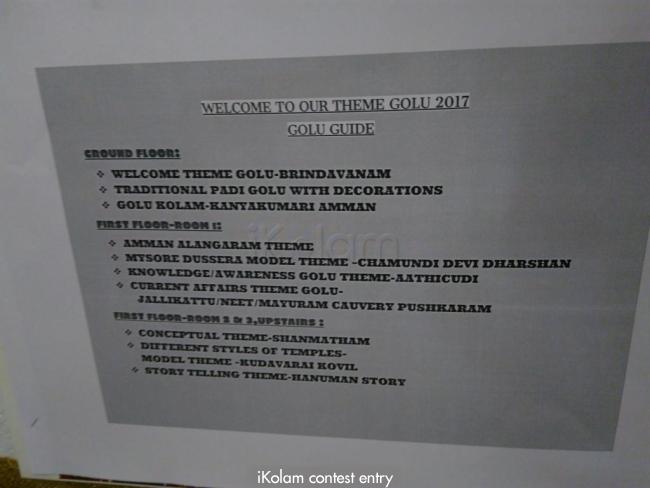 WELCOME TO OUR THEME GOLU 2017
GOLU GUIDE
GROUND FLOOR:
❖ WELCOME THEME GOLU-BRINDAVANAM
❖ TRADITIONAL PADI GOLU WITH DECORATIONS
❖ GOLU KOLAM-KANYAKUMARI AMMAN
FIRST FLOOR-ROOM 1:
iKolam
❖ AMMAN ALANGARAM THEME
❖ MYSORE DUSSERA MODEL THEME –CHAMUNDI DEVI DHARSHAN
❖ KNOWLEDGE/AWARENESS GOLU THEME-AATHICUDI
❖ CURRENT AFFAIRS THEME GOLU-
JALLIKATTU/NEET/MAYURAM CAUVERY PUSHKARAM
FIRST FLOOR-ROOM 2 & 3,UPSTAIRS :
❖ CONCEPTUAL THEME-SHANMATHAM
❖ DIFFERENT STYLES OF TEMPLES-
MODEL THEME -KUDAVARAI KOVIL
❖ STORY TELLING THEME-HANUMAN STORY
iKolam contest entry